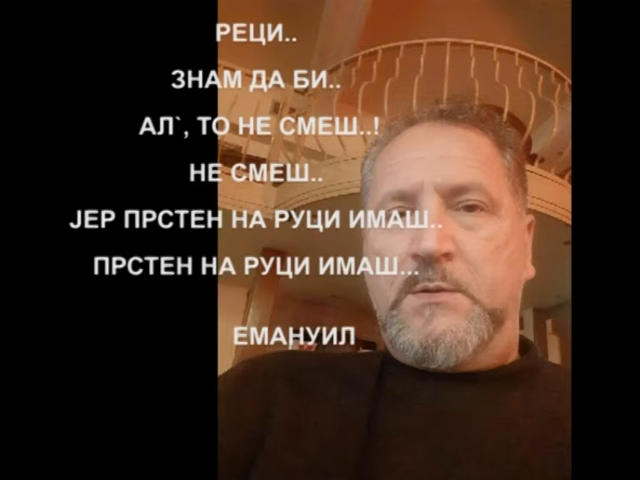 РЕЦИ..
ЗНАМ ДА БИ..
АЛ`, ТО НЕ СМЕШ..!
НЕ СМЕШ..
ЈЕР ПРСТЕН НА РУЦИ ИМАШ..
ПРСТЕН НА РУЦИ ИМАШ...
ЕМАНУИЛ